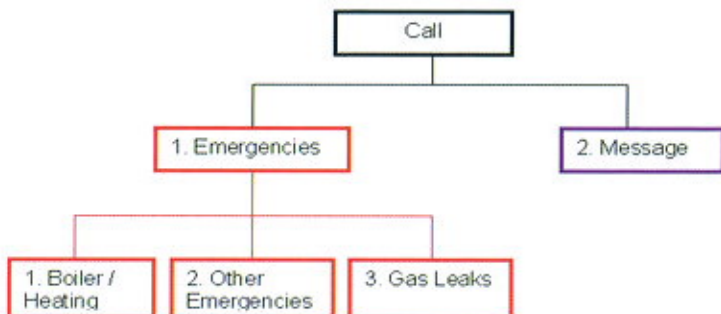 Call
1. Emergencies
2. Message
1. Boiler /
Heating
2. Other
Emergencies
3. Gas Leaks